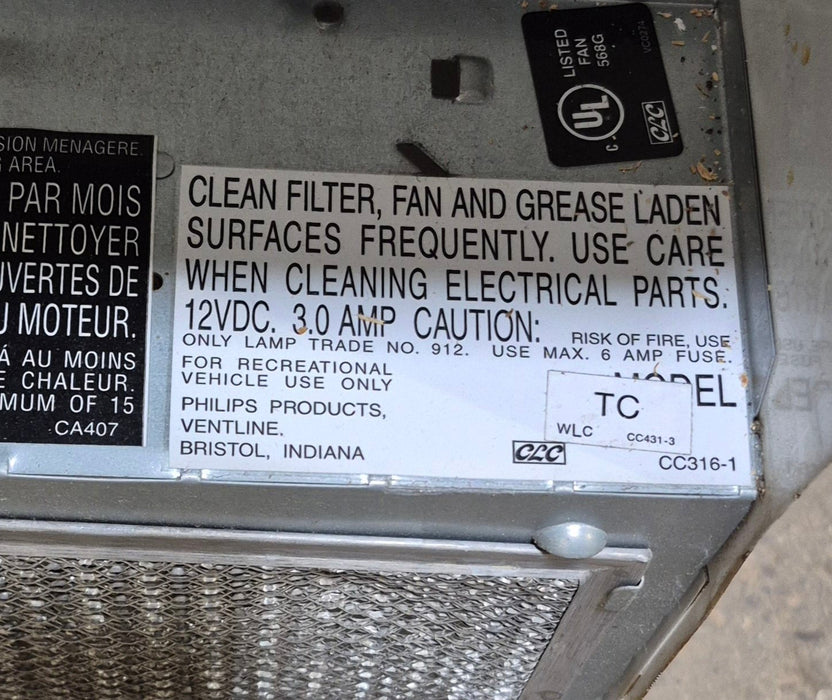 SION MENAGERE.
AREA.
PAR MOIS
NETTOYER
UVERTES DE
U MOTEUR.
À AU MOINS
E CHALEUR.
MUM OF 15
CA407
CLEAN FILTER, FAN AND GREASE LADEN
SURFACES FREQUENTLY. USE CARE
WHEN CLEANING ELECTRICAL PARTS.
12VDC. 3.0 AMP CAUTION: RISK OF FIRE, USE
ONLY LAMP TRADE NO. 912. USE MAX. 6 AMP FUSE.
FOR RECREATIONAL
VEHICLE USE ONLY
PHILIPS PRODUCTS,
VENTLINE,
BRISTOL, INDIANA
MODEL
TC
WLC CC431-3
CLC
CC316-1
LISTED
FAN
568G
UL
C
CLC
VC0274